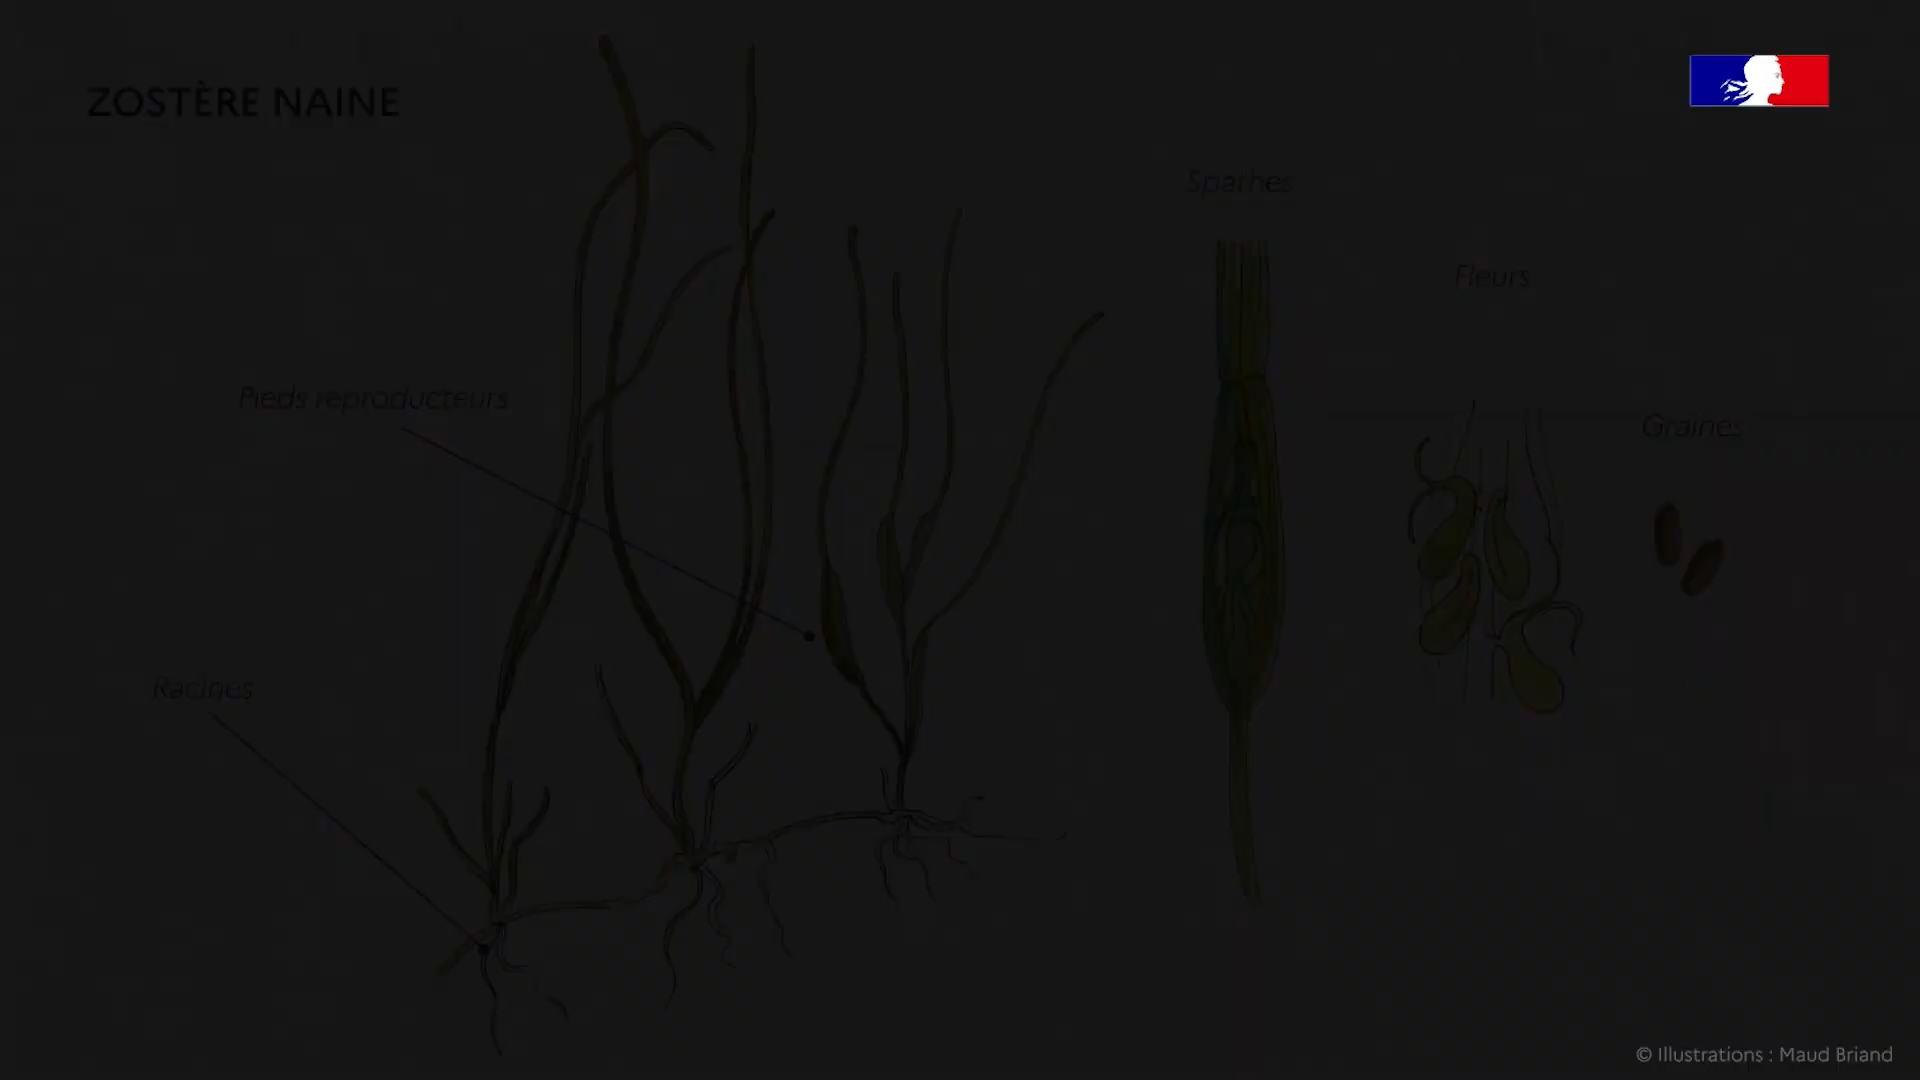 ZOSTÈRE NAINE
Spathes
Fleurs
Pieds reproducteurs
Graines
Racines
© Illustrations : Maud Briand